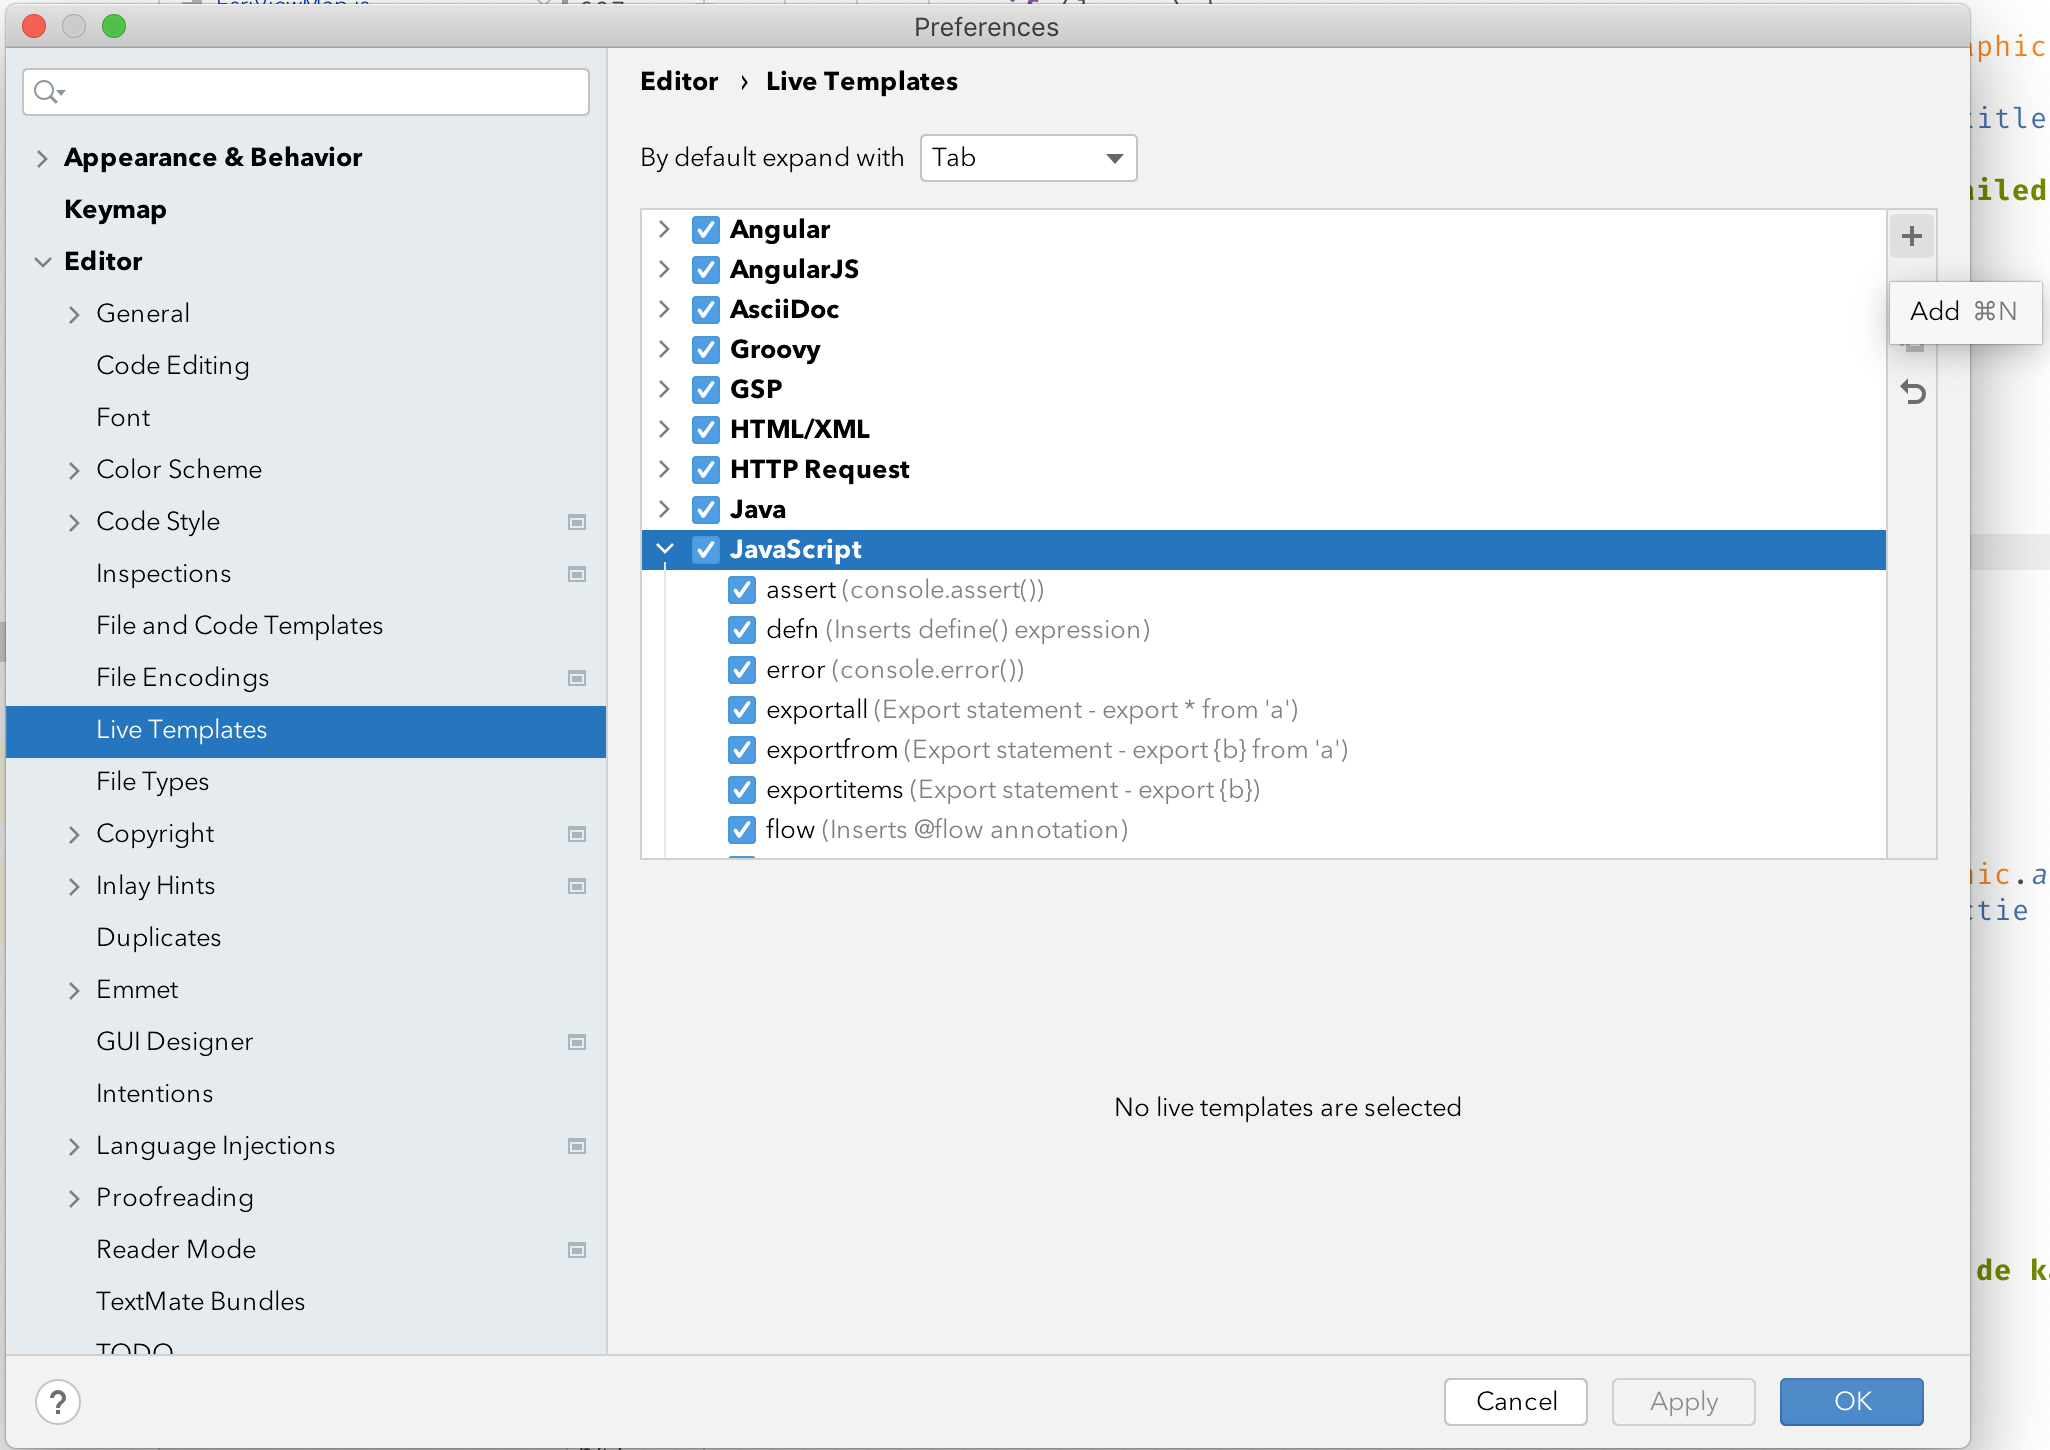 Preferences
Editor › Live Templates
By default expand with Tab
Appearance & Behavior
Keymap
Editor
General
Code Editing
Font
Color Scheme
Code Style
Inspections
File and Code Templates
File Encodings
Live Templates
File Types
Copyright
Inlay Hints
Duplicates
Emmet
GUI Designer
Intentions
Language Injections
Proofreading
Reader Mode
TextMate Bundles
TODO
Angular
AngularJS
AsciiDoc
Groovy
GSP
HTML/XML
HTTP Request
Java
JavaScript
assert (console.assert())
defn (Inserts define() expression)
error (console.error())
exportall (Export statement - export * from 'a')
exportfrom (Export statement - export {b} from 'a')
exportitems (Export statement - export {b})
flow (Inserts @flow annotation)
Add ⌘N
No live templates are selected
? Cancel Apply OK
aphic
title
ailed
ic.a
ctie
de ka